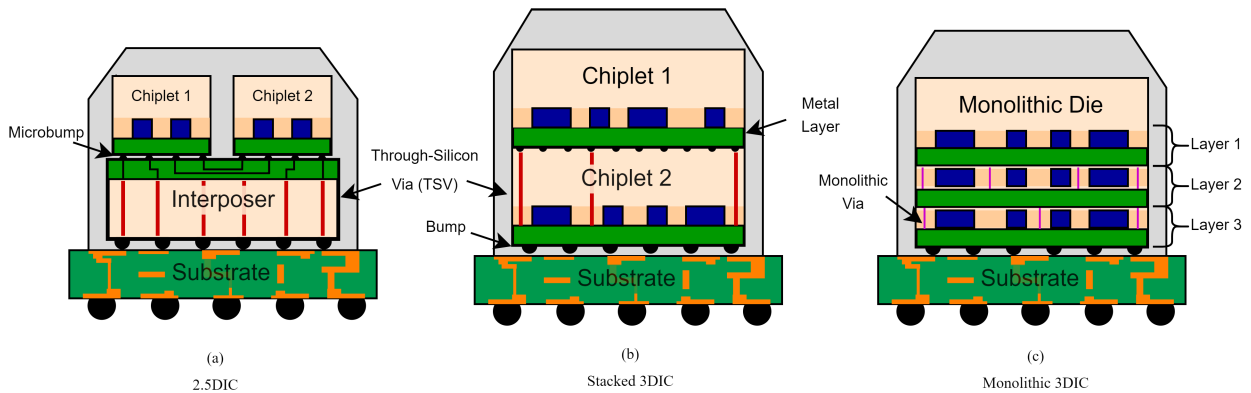 Chiplet 1
Chiplet 2
Microbump
Interposer
Substrate
(a)
2.5DIC
Through-Silicon
Via (TSV)
Chiplet 1
Metal
Layer
Chiplet 2
Bump
Substrate
(b)
Stacked 3DIC
Monolithic Die
Layer 1
Monolithic
Via
Layer 2
Layer 3
Substrate
(c)
Monolithic 3DIC